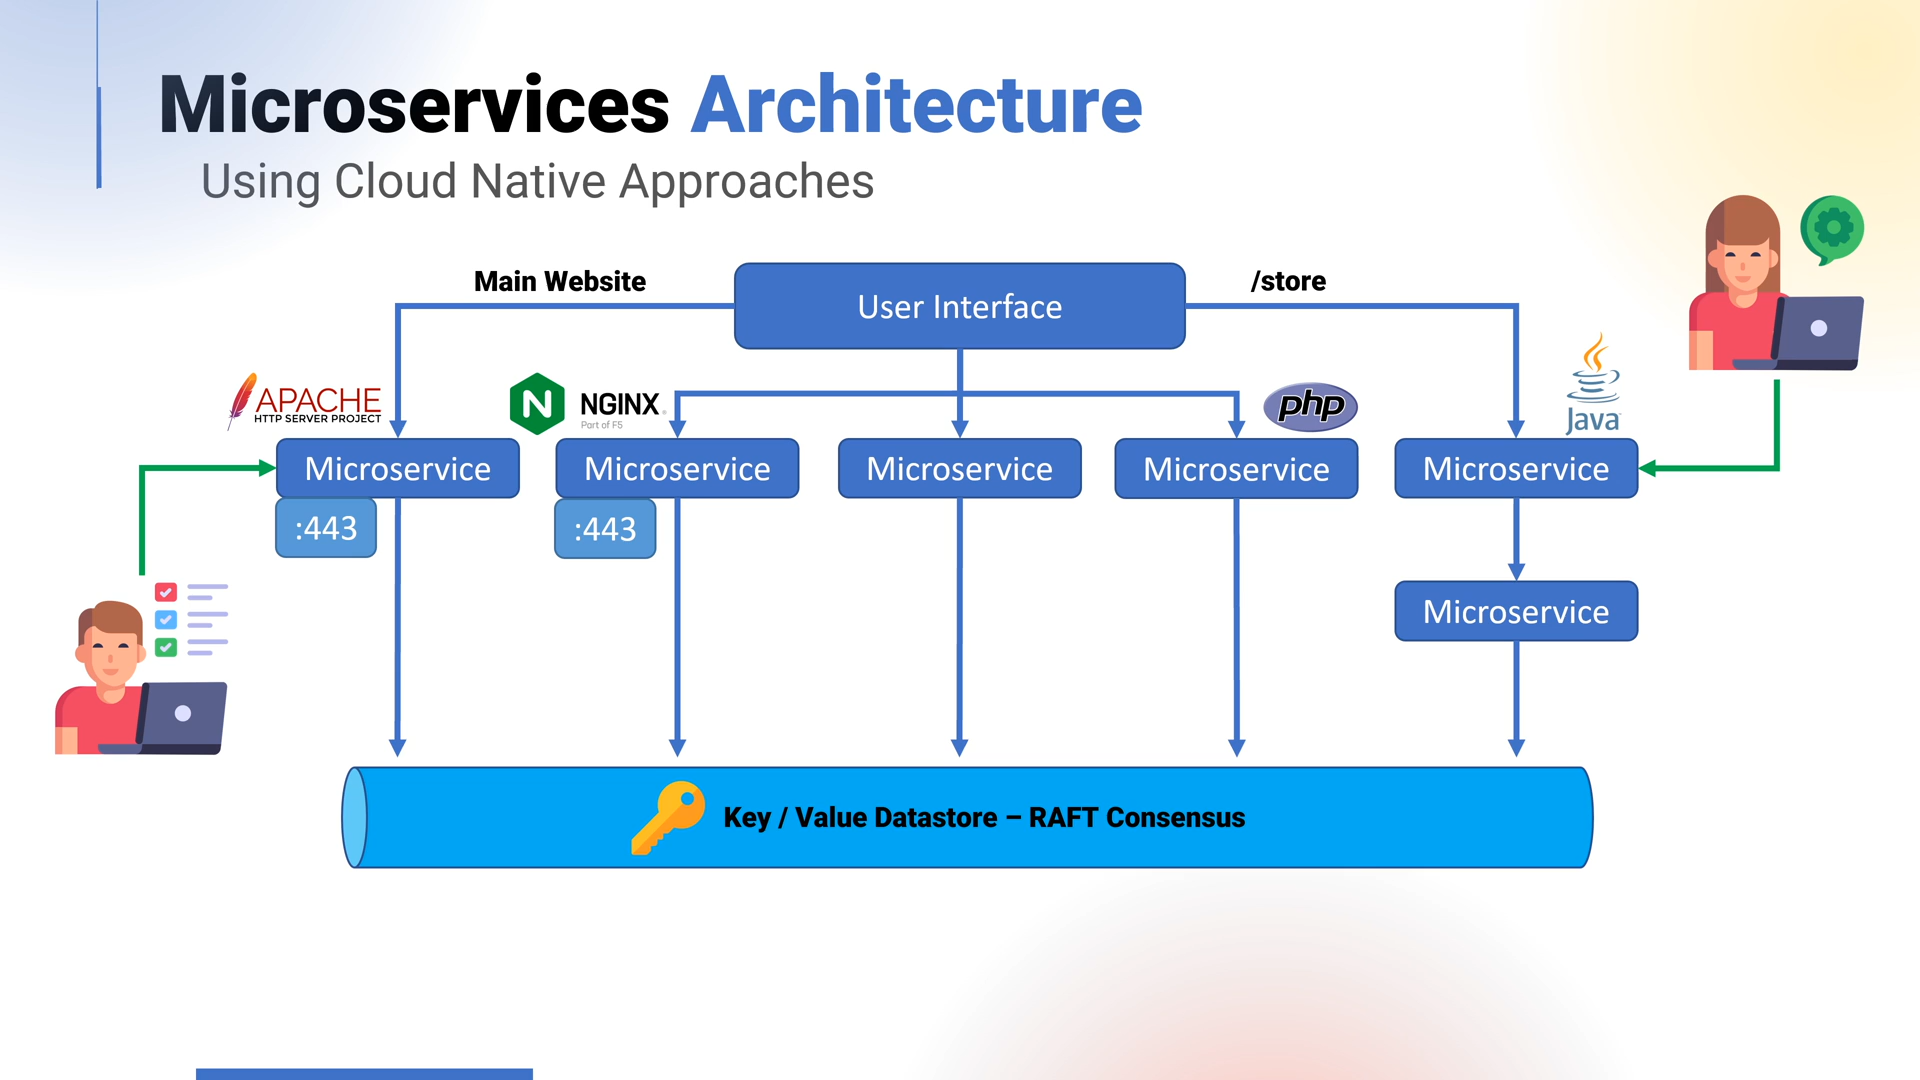 Microservices Architecture
Using Cloud Native Approaches
Main Website
User Interface
/store
APACHE
HTTP SERVER PROJECT
N
NGINX
Part of F5
php
Java
Microservice
Microservice
Microservice
Microservice
Microservice
:443
:443
Microservice
Key / Value Datastore – RAFT Consensus